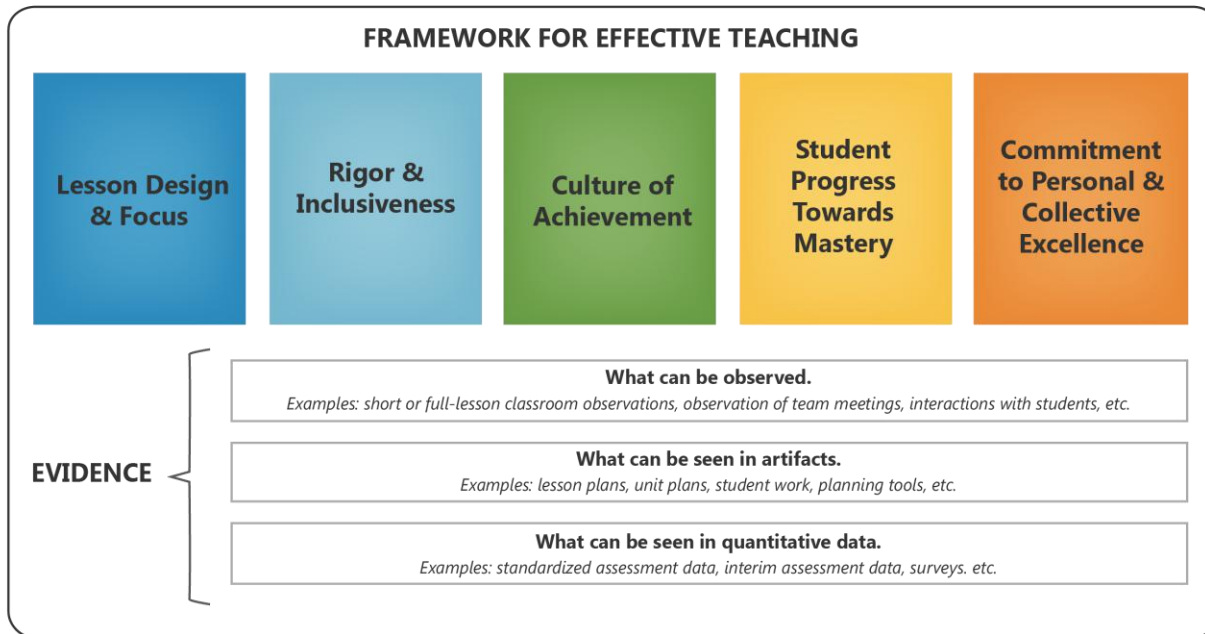 FRAMEWORK FOR EFFECTIVE TEACHING
Lesson Design
& Focus
Rigor &
Inclusiveness
Culture of
Achievement
Student
Progress
Towards
Mastery
Commitment
to Personal &
Collective
Excellence
EVIDENCE
What can be observed.
Examples: short or full-lesson classroom observations, observation of team meetings, interactions with students, etc.
What can be seen in artifacts.
Examples: lesson plans, unit plans, student work, planning tools, etc.
What can be seen in quantitative data.
Examples: standardized assessment data, interim assessment data, surveys. etc.